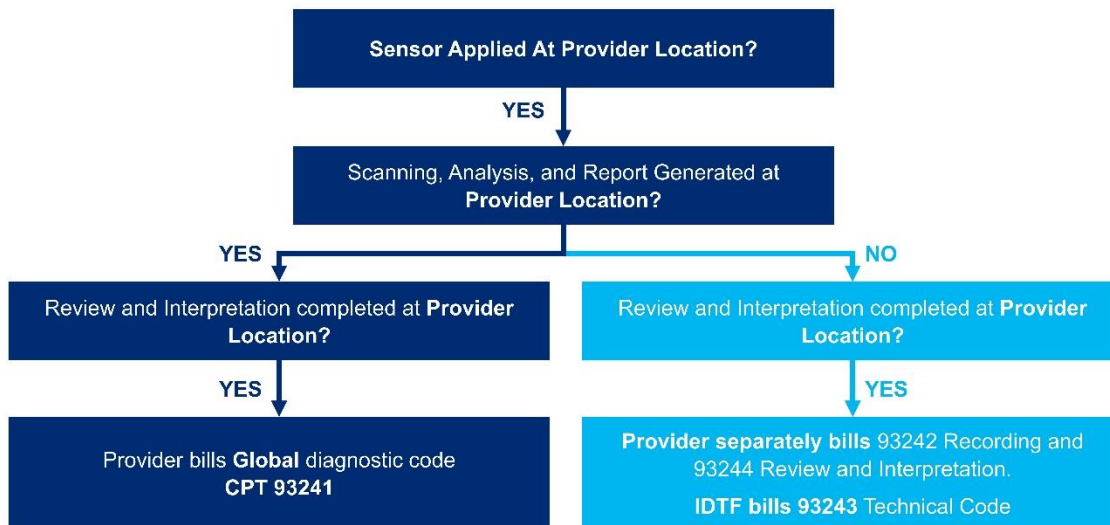 Sensor Applied At Provider Location?
YES
Scanning, Analysis, and Report Generated at
Provider Location?
YES
NO
Review and Interpretation completed at Provider
Location?
Review and Interpretation completed at Provider
Location?
YES
YES
Provider bills Global diagnostic code
CPT 93241
Provider separately bills 93242 Recording and
93244 Review and Interpretation.
IDTF bills 93243 Technical Code